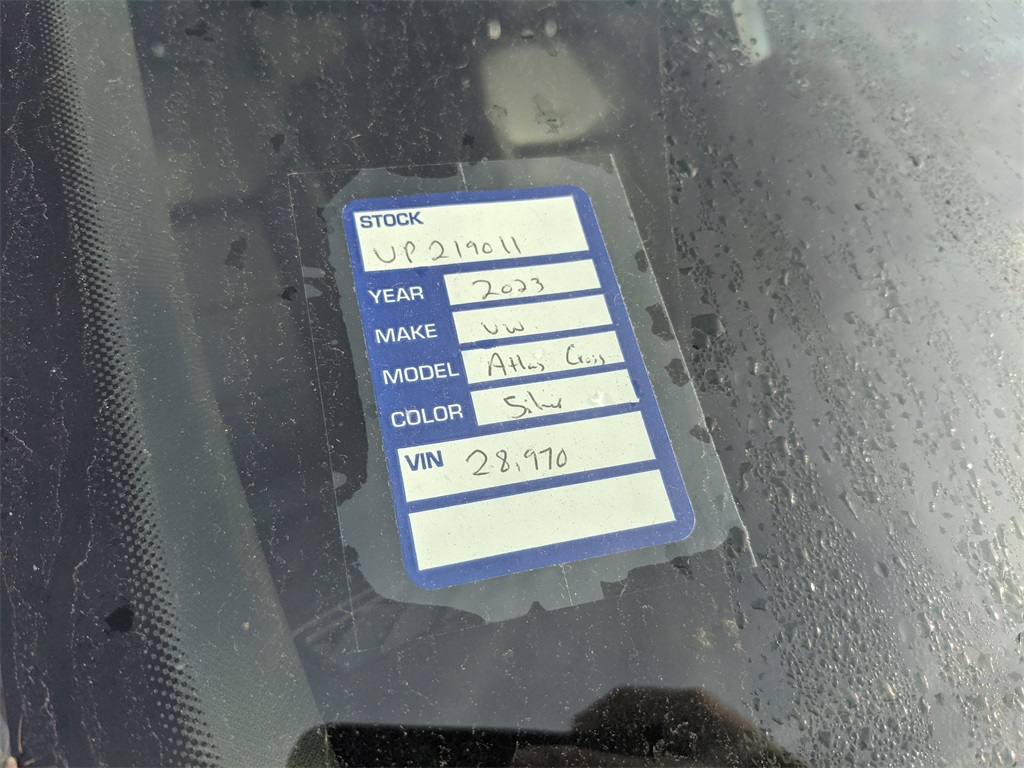 STOCK
UP219011
YEAR 2023
MAKE VW
MODEL Atlas Cross
COLOR Silver
VIN 28,970